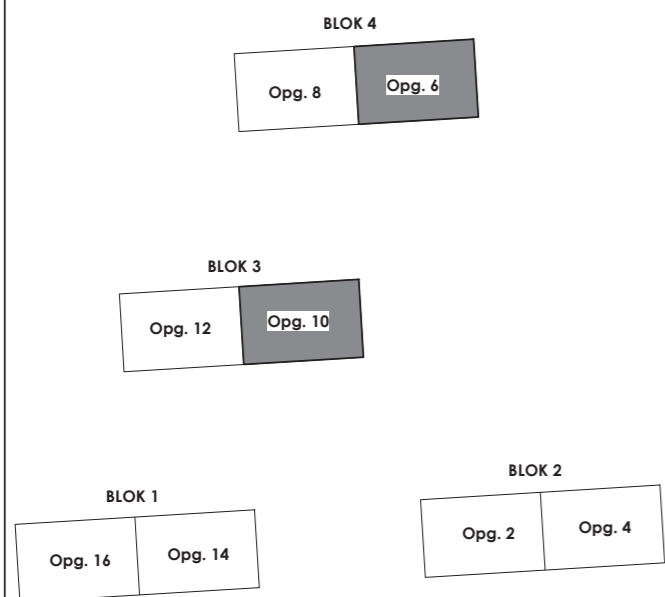 BLOK 4
Opg. 8
Opg. 6
BLOK 3
Opg. 12
Opg. 10
BLOK 1
Opg. 16
Opg. 14
BLOK 2
Opg. 2
Opg. 4